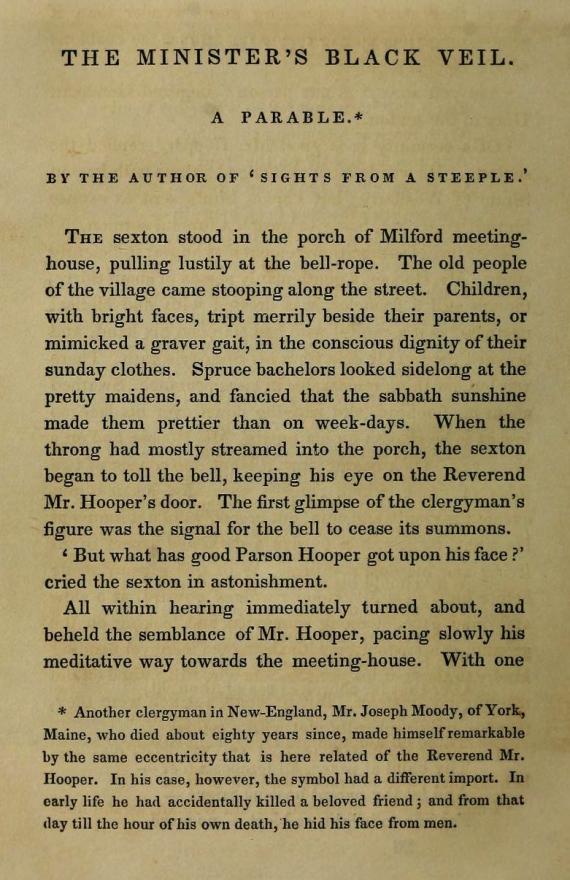 THE MINISTER'S BLACK VEIL.
A PARABLE.*
BY THE AUTHOR OF ‘SIGHTS FROM A STEEPLE.’
THE sexton stood in the porch of Milford meeting-
house, pulling lustily at the bell-rope. The old people
of the village came stooping along the street. Children,
with bright faces, tript merrily beside their parents, or
mimicked a graver gait, in the conscious dignity of their
sunday clothes. Spruce bachelors looked sidelong at the
pretty maidens, and fancied that the sabbath sunshine
made them prettier than on week-days. When the
throng had mostly streamed into the porch, the sexton
began to toll the bell, keeping his eye on the Reverend
Mr. Hooper's door. The first glimpse of the clergyman's
figure was the signal for the bell to cease its summons.
‘But what has good Parson Hooper got upon his face?’
cried the sexton in astonishment.
All within hearing immediately turned about, and
beheld the semblance of Mr. Hooper, pacing slowly his
meditative way towards the meeting-house. With one
* Another clergyman in New-England, Mr. Joseph Moody, of York,
Maine, who died about eighty years since, made himself remarkable
by the same eccentricity that is here related of the Reverend Mr.
Hooper. In his case, however, the symbol had a different import. In
early life he had accidentally killed a beloved friend; and from that
day till the hour of his own death, he hid his face from men.